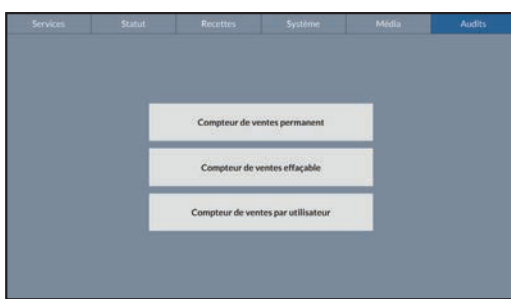 Services Statut Recettes Système Média Audits
Compteur de ventes permanent
Compteur de ventes effaçable
Compteur de ventes par utilisateur